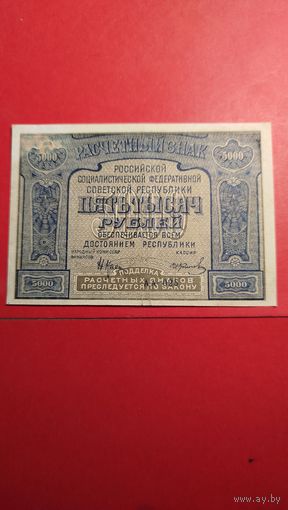 РАСЧЕТНЫЙ ЗНАК
5000 5000
РОССИЙСКОЙ
СОЦИАЛИСТИЧЕСКОЙ ФЕДЕРАТИВНОЙ
СОВЕТСКОЙ РЕСПУБЛИКИ
ПЯТЬ ТЫСЯЧ
РУБЛЕЙ
ОБЕСПЕЧИВАЕТСЯ ВСЕМ
ДОСТОЯНИЕМ РЕСПУБЛИКИ
НАРОДНЫЙ КОМИССАР КАССИР
ФИНАНСОВ
ПОДДЕЛКА
5000 РАСЧЕТНЫХ ЗНАКОВ 5000
ПРЕСЛЕДУЕТСЯ ПО ЗАКОНУ
www.ay.by